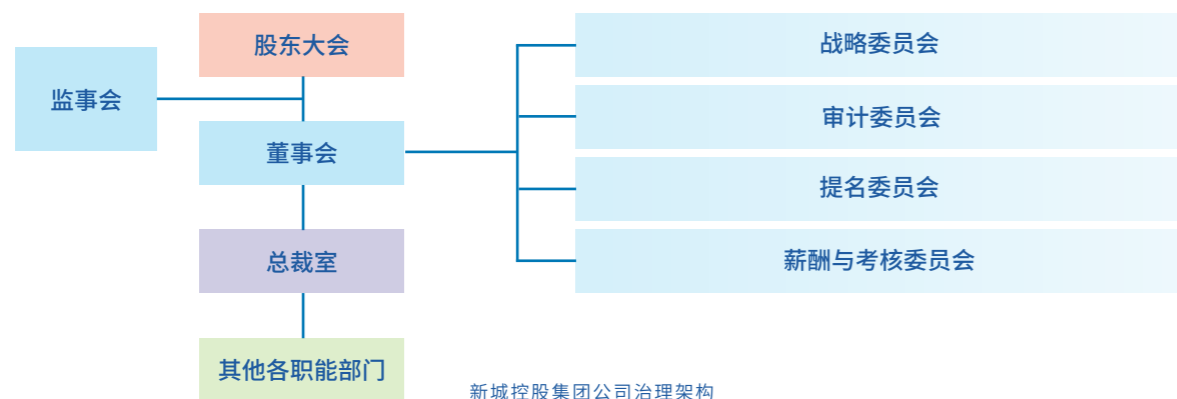 股东大会
监事会
董事会
总裁室
其他各职能部门
战略委员会
审计委员会
提名委员会
薪酬与考核委员会
新城控股集团公司治理架构